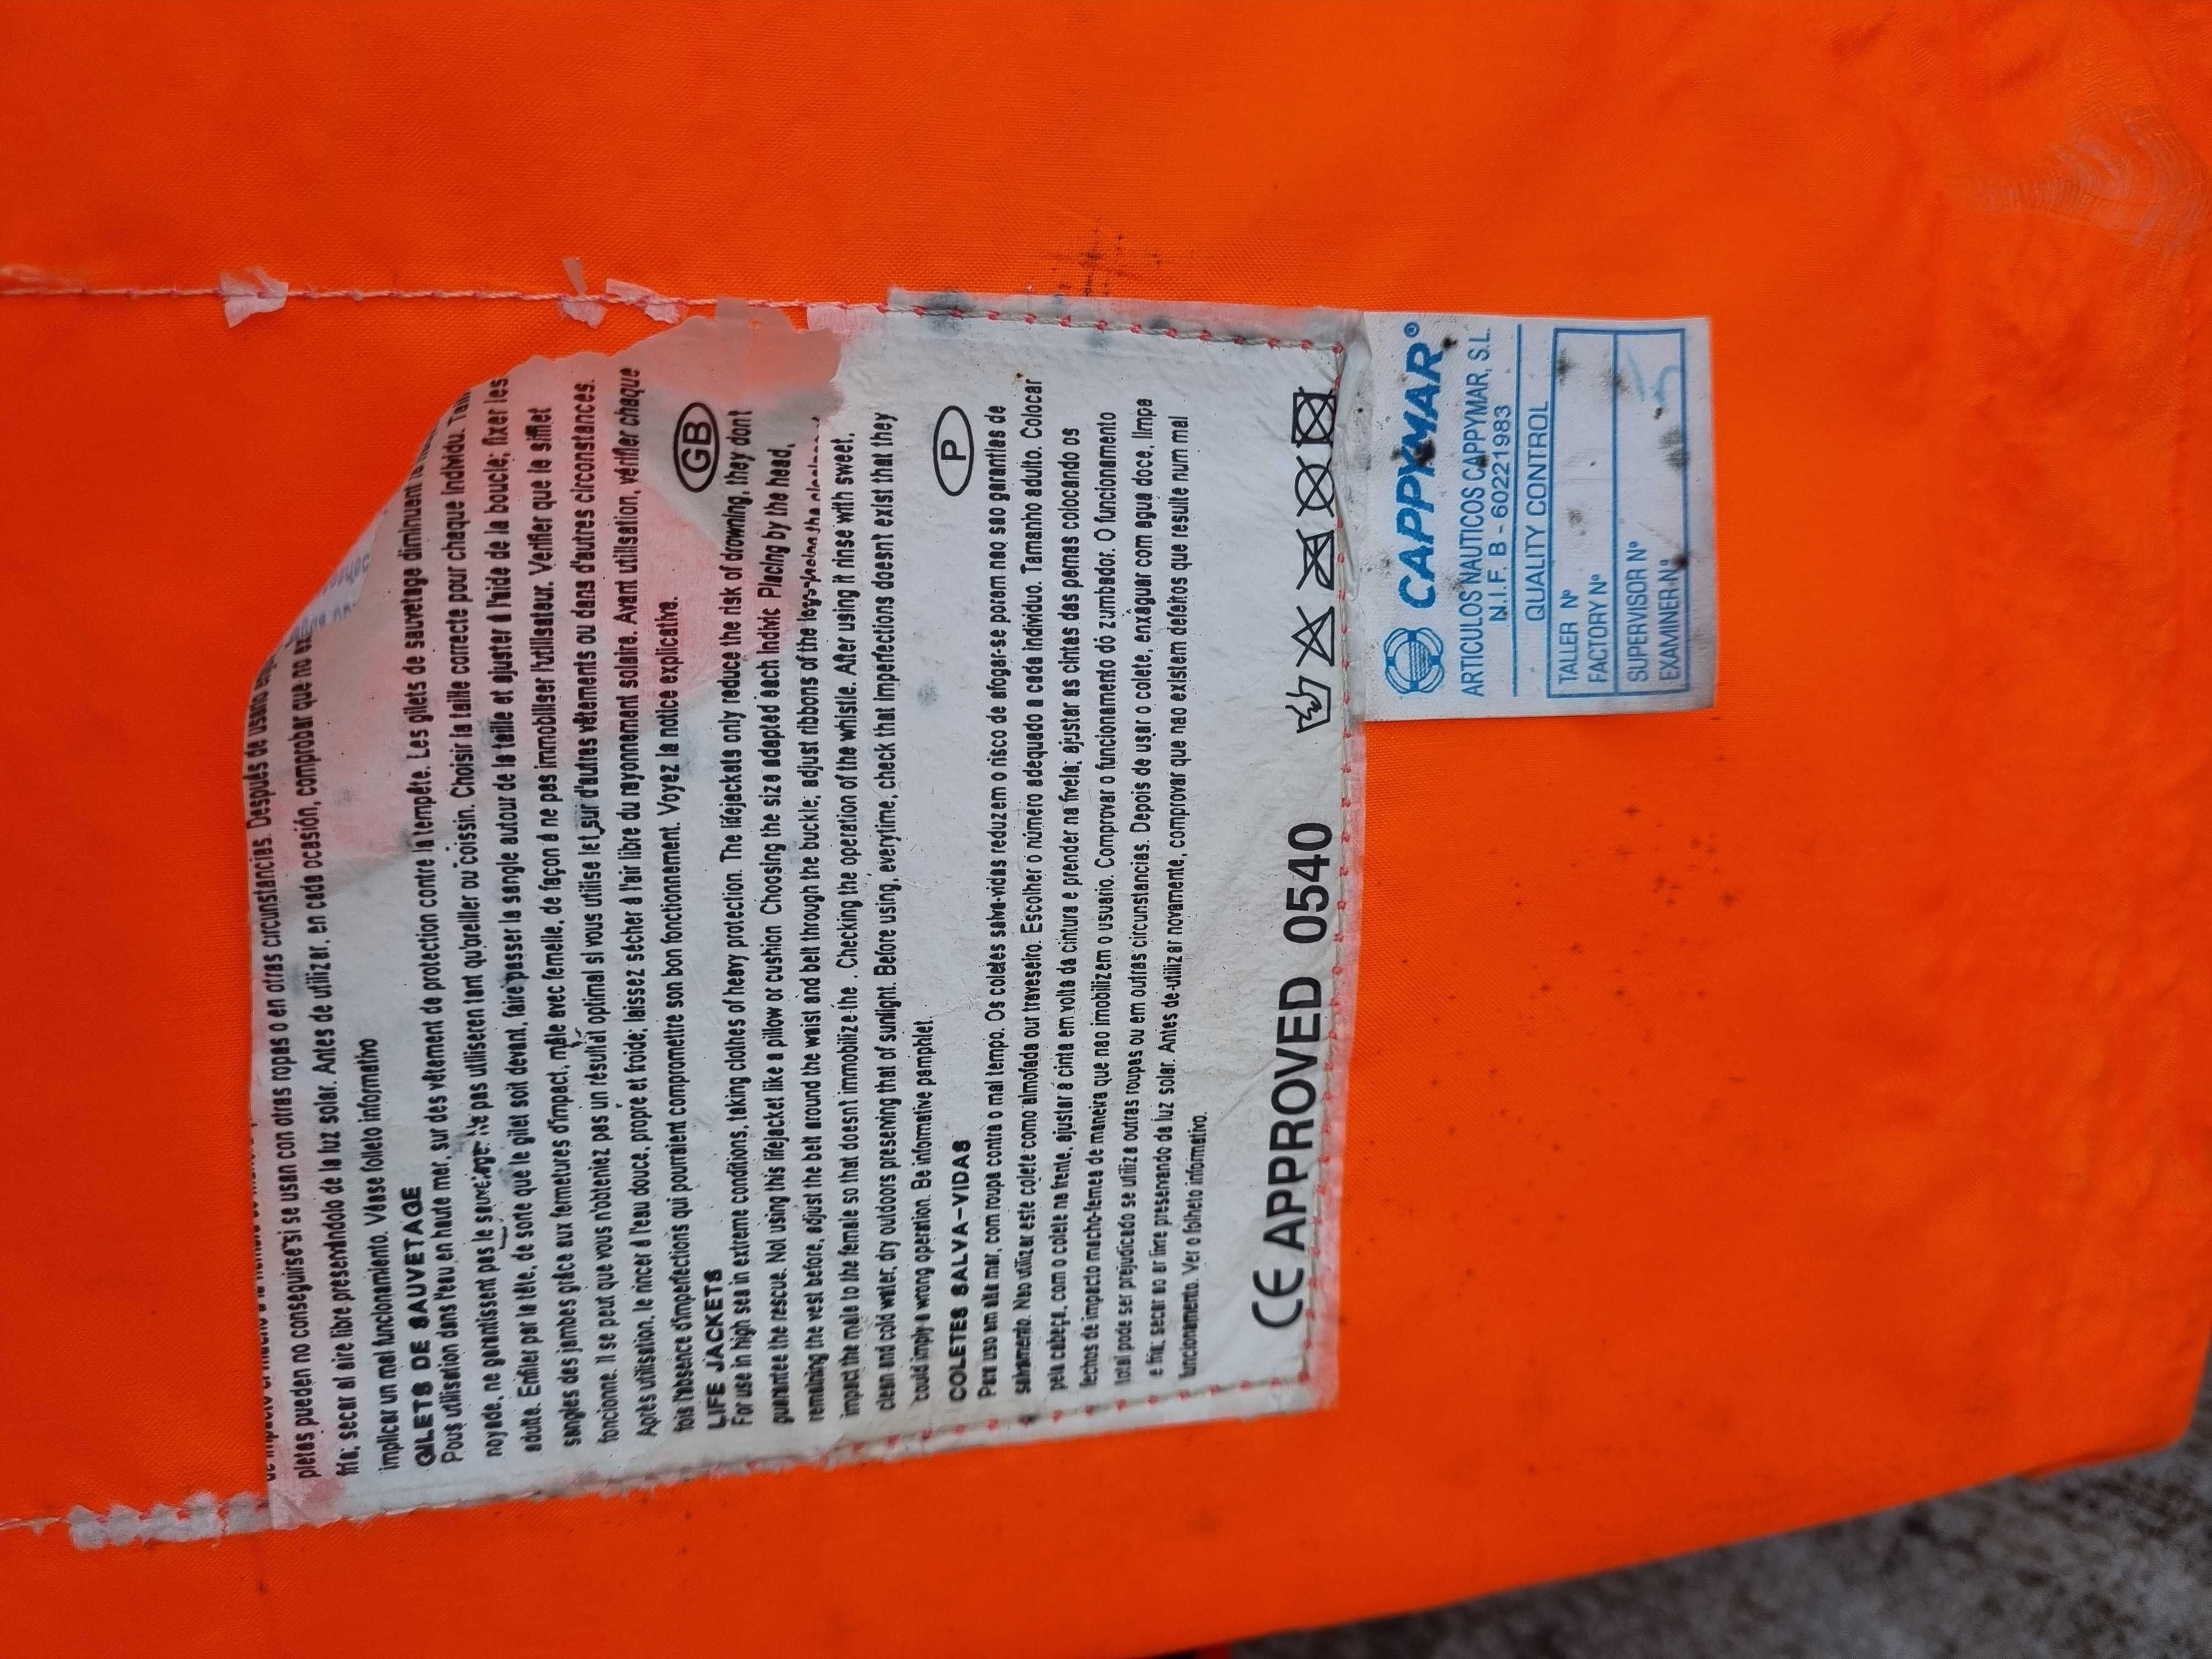 pletas pueden no conseguirse si se usan con otras ropas o en otras circunstancias. Después de usarlo
fría; secar al aire libre preservándolo de la luz solar. Antes de utilizar, en cada ocasión, comprobar que no
implicar un mal funcionamiento. Véase folleto informativo
GILETS DE SAUVETAGE
Pous utilisation dans l'eau, en haute mer, sur des vêtement de protection contre la tempête. Les gilets de sauvetage diminuent
noyade, ne garantissent pas le Ne pas utiliseren tant qu'oreiller ou coissin. Choisir la taille correcte pour chaque individu.
adulte. Enfiler par la tête, de sorte que le gilet soit devant, faire passer la sangle autour de la taille et ajuster à l'hide de la boucle; fixer les
sangles des jambes grâce aux fermetures d'impact, mâle avec femelle, de façon à ne pas immobiliser l'utilisateur. Vérifier que le sifflet
fonctionne. Il se peut que vous n'obteniez pas un résultat optimal si vous utilise le sur d'autres vêtements ou dans d'autres circonstances.
Après utilisation, le rincer à l'eau douce, propre et froide; laissez sécher à l'air libre du rayonnement solaire. Avant utilisation, vérifier chaque
fois l'absence d'imperfections qui pourraient compromettre son bon fonctionnement. Voyez la notice explicative.
LIFE JACKETS
GB
For use in high sea in extreme conditions, taking clothes of heavy protection. The lifejackets only reduce the risk of drowning, they dont
guarantee the rescue. Not using this lifejacket like a pillow or cushion Choosing the size adapted each indivic Placing by the head,
remaining the vest before, adjust the belt around the waist and belt through the buckle; adjust ribbons of the legs placing the
impact the male to the female so that doesnt immobilize the . Checking the operation of the whistle. After using it rinse with sweet,
clean and cold water, dry outdoors preserving that of sunlight. Before using, everytime, check that imperfections doesnt exist that they
could imply a wrong operation. Be informative pamphlet.
COLETES SALVA-VIDAS
P
Para uso em alta mar, com roupa contra o mal tempo. Os coletes salva-vidas reduzem o risco de afogar-se porem nao sao garantias de
salvamento. Nao utilizar este colete como almofada our traveseiro. Escolher o número adequado a cada individuo. Tamanho adulto. Colocar
pela cabeça, com o colete na frente, ajustar a cinta em volta da cintura e prender na fivela; ajustar as cintas das pernas colocando os
fechos de impacto macho-femea de maneira que nao imobilizem o usuario. Comprovar o funcionamento do zumbador. O funcionamento
total pode ser prejudicado se utiliza outras roupas ou em outras circunstancias. Depois de usar o colete, enxaguar com agua doce, limpa
e fria; secar ao ar livre presenando da luz solar. Antes de utilizar novamente, comprovar que nao existem defeitos que resulte num mal
funcionamento. Ver o folheto informativo.
CE APPROVED 0540
CAPPYMAR®
ARTICULOS NAUTICOS CAPPYMAR, S.L.
N.I.F. B - 60221983
QUALITY CONTROL
TALLER Nº
FACTORY Nº
SUPERVISOR Nº
EXAMINER Nº